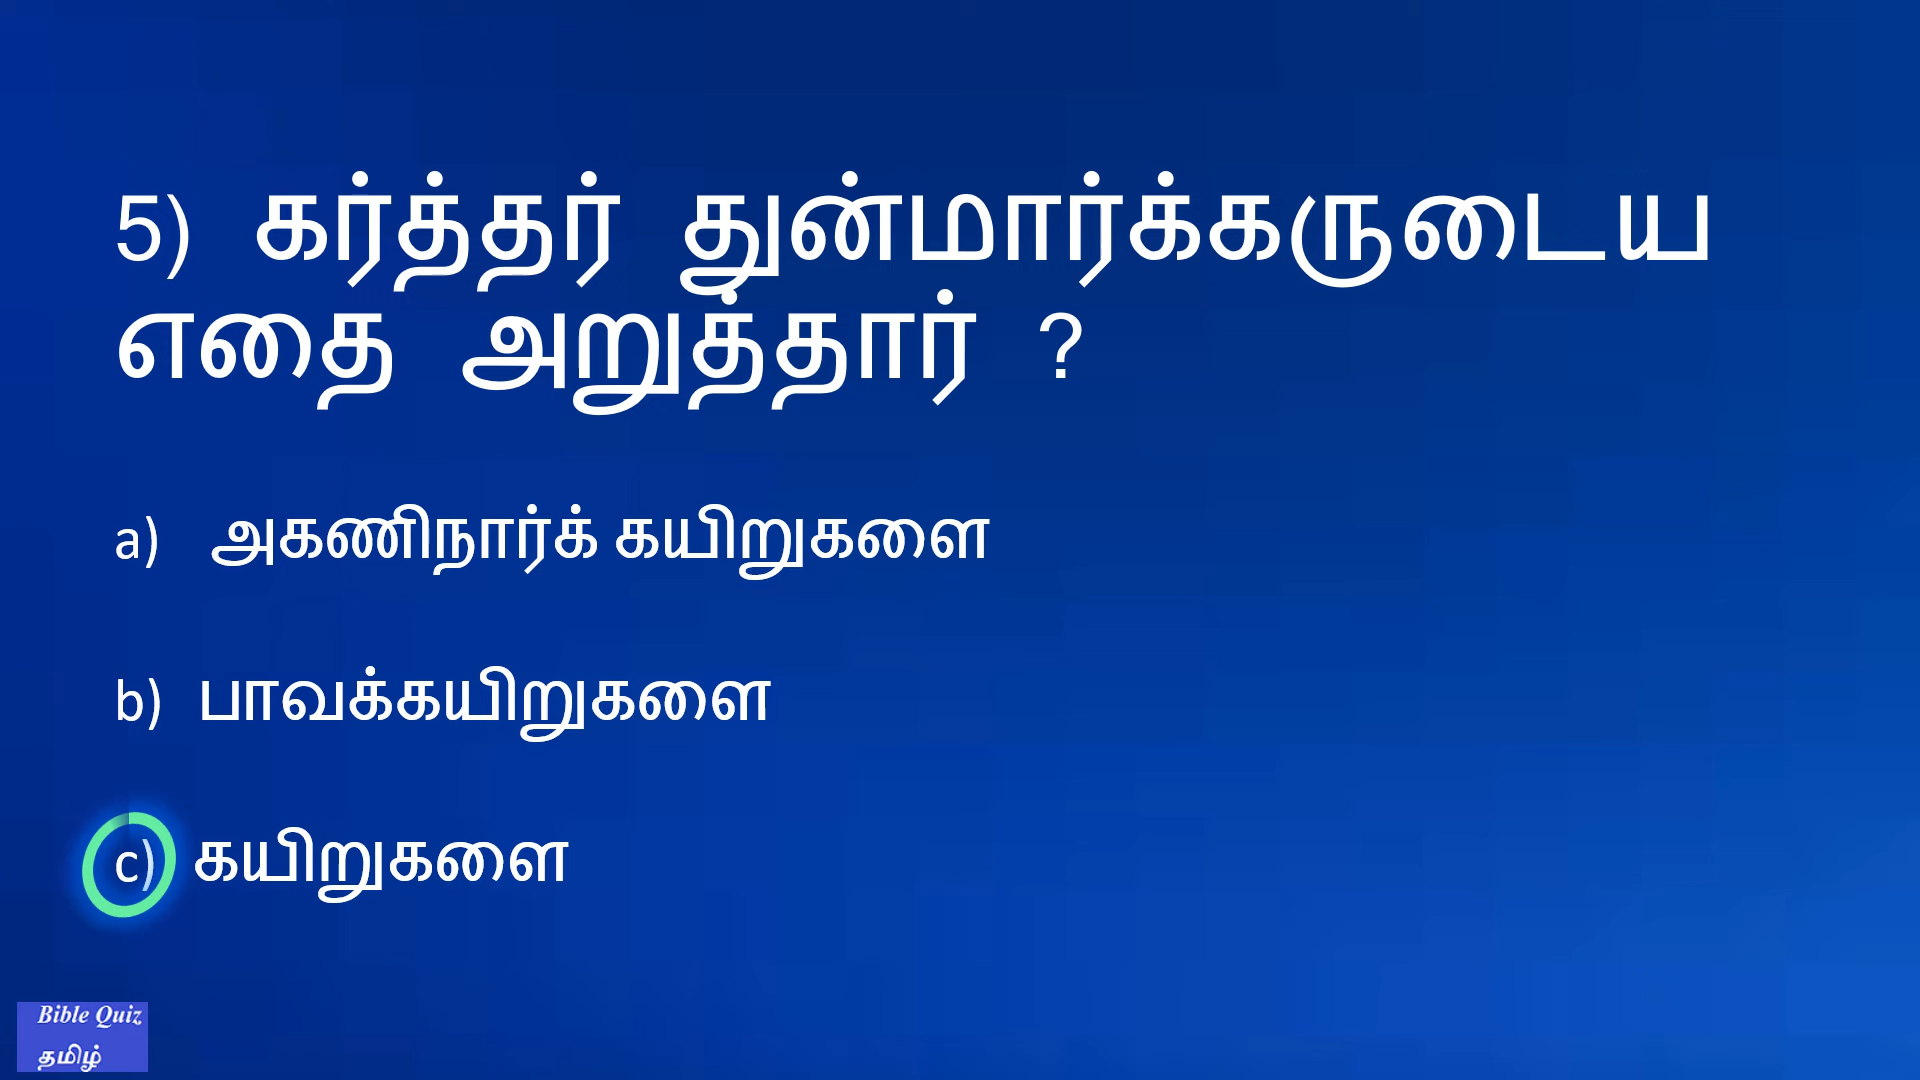 5) கர்த்தர் துன்மார்க்கருடைய
எதை அறுத்தார் ?
a) அகணிநார்க் கயிறுகளை
b) பாவக்கயிறுகளை
c) கயிறுகளை
Bible Quiz
தமிழ்